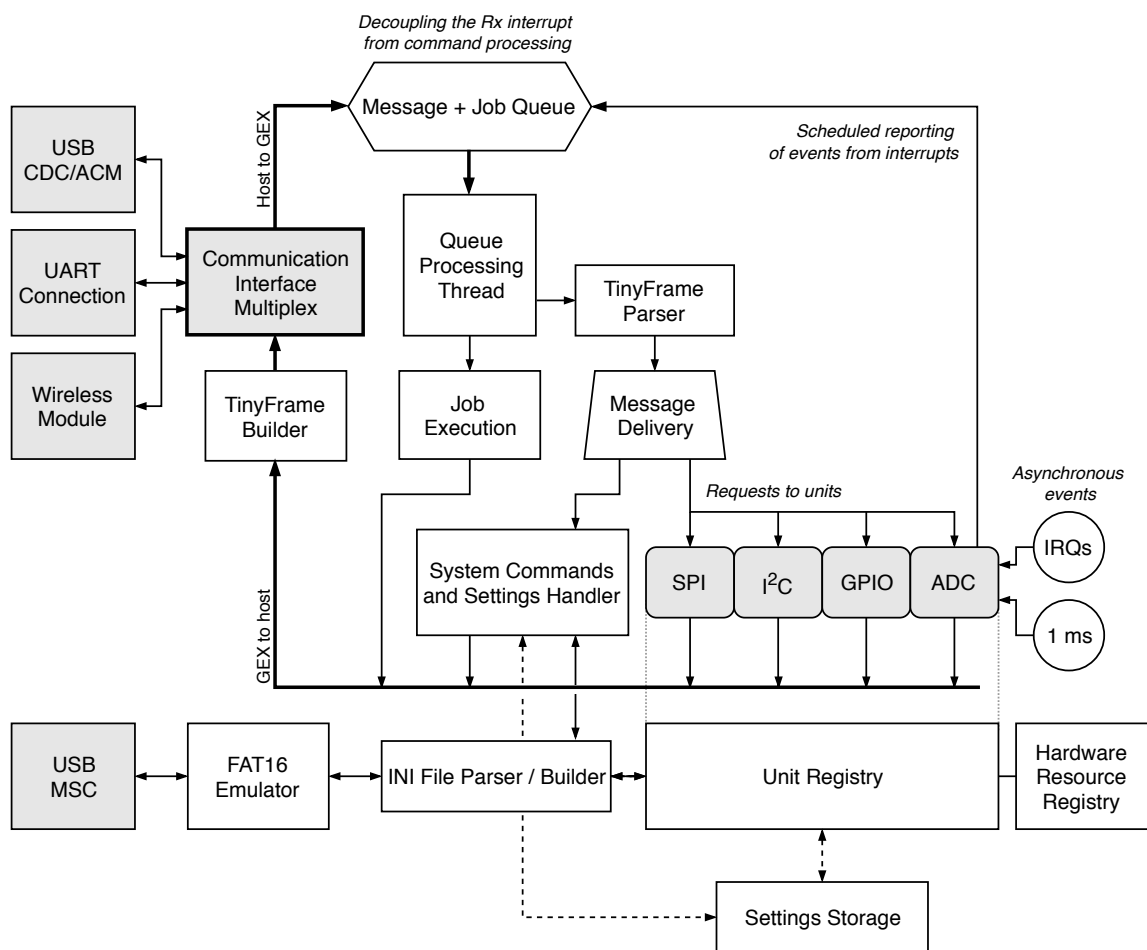 Decoupling the Rx interrupt
from command processing
Message + Job Queue
USB
CDC/ACM
Host to GEX
Scheduled reporting
of events from interrupts
UART
Connection
Communication
Interface
Multiplex
Queue
Processing
Thread
TinyFrame
Parser
Wireless
Module
TinyFrame
Builder
Job
Execution
Message
Delivery
Requests to units
Asynchronous
events
System Commands
and Settings Handler
SPI
I²C
GPIO
ADC
IRQs
1 ms
GEX to host
USB
MSC
FAT16
Emulator
INI File Parser / Builder
Unit Registry
Hardware
Resource
Registry
Settings Storage